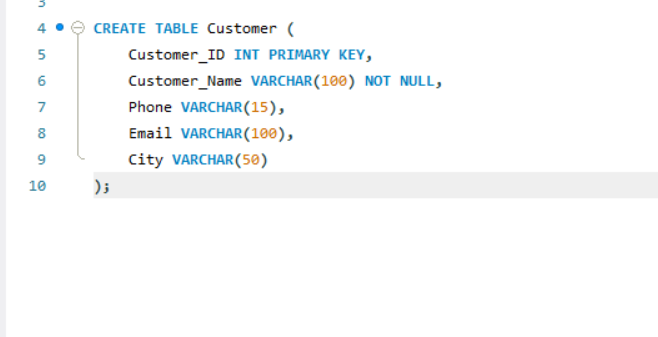 3
4 CREATE TABLE Customer (
5 Customer_ID INT PRIMARY KEY,
6 Customer_Name VARCHAR(100) NOT NULL,
7 Phone VARCHAR(15),
8 Email VARCHAR(100),
9 City VARCHAR(50)
10 );